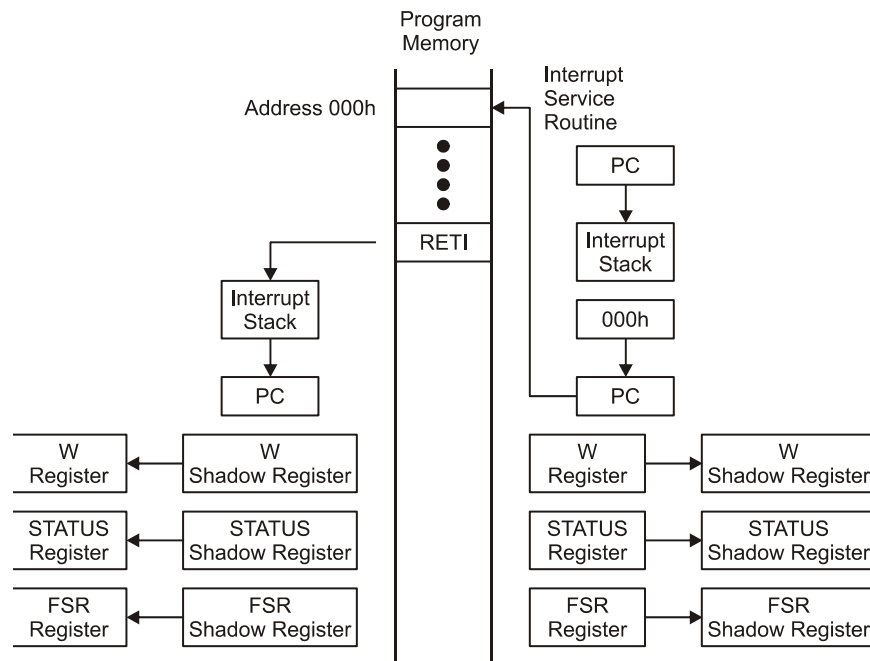 Program
Memory
Address 000h
Interrupt
Service
Routine
PC
Interrupt
Stack
RETI
Interrupt
Stack
000h
PC
PC
W
Register
W
Shadow Register
W
Register
W
Shadow Register
STATUS
Register
STATUS
Shadow Register
STATUS
Register
STATUS
Shadow Register
FSR
Register
FSR
Shadow Register
FSR
Register
FSR
Shadow Register